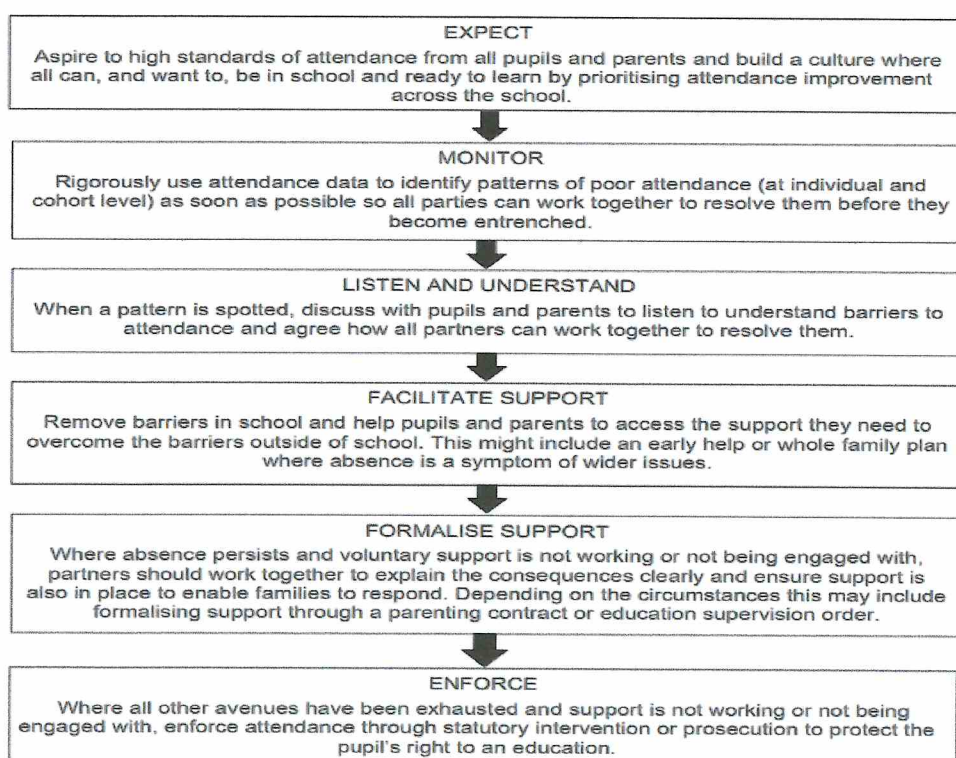 EXPECT
Aspire to high standards of attendance from all pupils and parents and build a culture where
all can, and want to, be in school and ready to learn by prioritising attendance improvement
across the school.
MONITOR
Rigorously use attendance data to identify patterns of poor attendance (at individual and
cohort level) as soon as possible so all parties can work together to resolve them before they
become entrenched.
LISTEN AND UNDERSTAND
When a pattern is spotted, discuss with pupils and parents to listen to understand barriers to
attendance and agree how all partners can work together to resolve them.
FACILITATE SUPPORT
Remove barriers in school and help pupils and parents to access the support they need to
overcome the barriers outside of school. This might include an early help or whole family plan
where absence is a symptom of wider issues.
FORMALISE SUPPORT
Where absence persists and voluntary support is not working or not being engaged with,
partners should work together to explain the consequences clearly and ensure support is
also in place to enable families to respond. Depending on the circumstances this may include
formalising support through a parenting contract or education supervision order.
ENFORCE
Where all other avenues have been exhausted and support is not working or not being
engaged with, enforce attendance through statutory intervention or prosecution to protect the
pupil's right to an education.